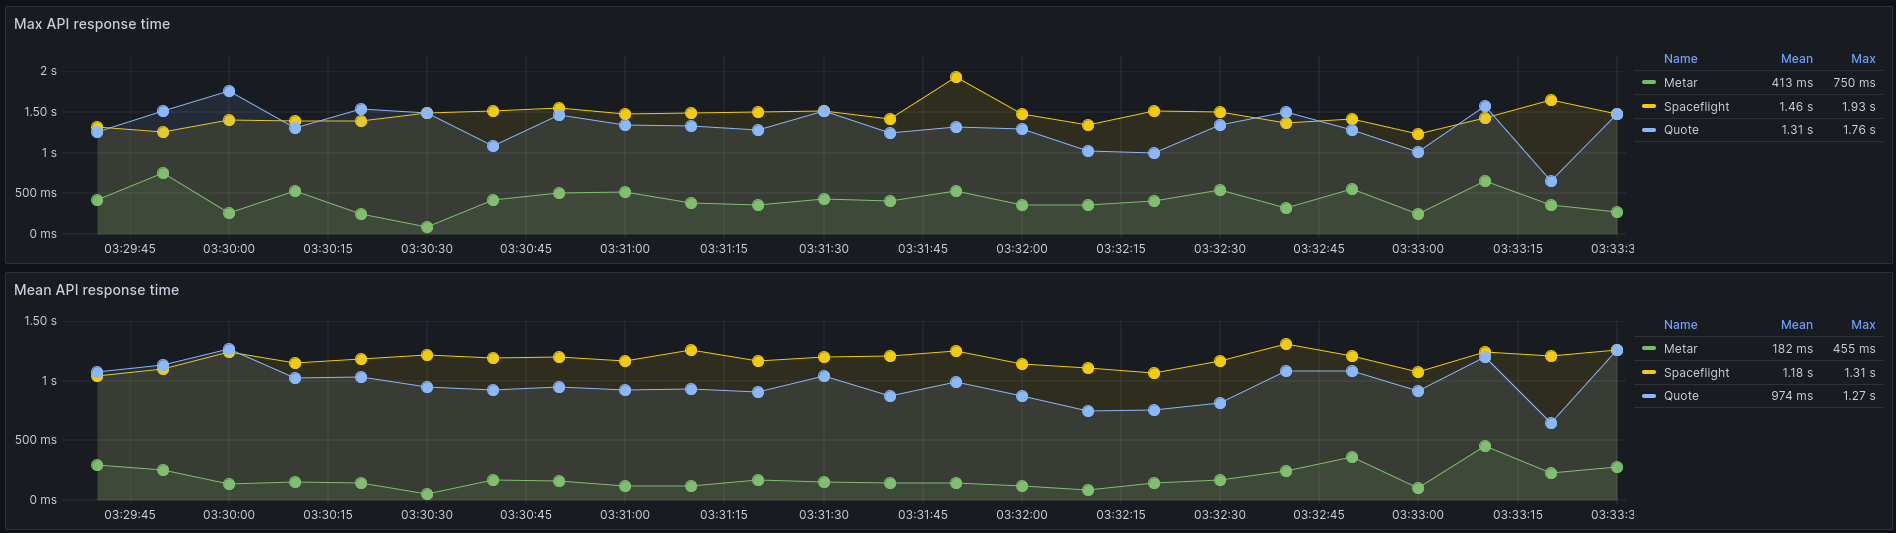 Max API response time
Name Mean Max
2 s
Metar 413 ms 750 ms
Spaceflight 1.46 s 1.93 s
1.50 s
Quote 1.31 s 1.76 s
1 s
500 ms
0 ms
03:29:45 03:30:00 03:30:15 03:30:30 03:30:45 03:31:00 03:31:15 03:31:30 03:31:45 03:32:00 03:32:15 03:32:30 03:32:45 03:33:00 03:33:15 03:33:3
Mean API response time
1.50 s
Name Mean Max
Metar 182 ms 455 ms
Spaceflight 1.18 s 1.31 s
1 s
Quote 974 ms 1.27 s
500 ms
0 ms
03:29:45 03:30:00 03:30:15 03:30:30 03:30:45 03:31:00 03:31:15 03:31:30 03:31:45 03:32:00 03:32:15 03:32:30 03:32:45 03:33:00 03:33:15 03:33:3